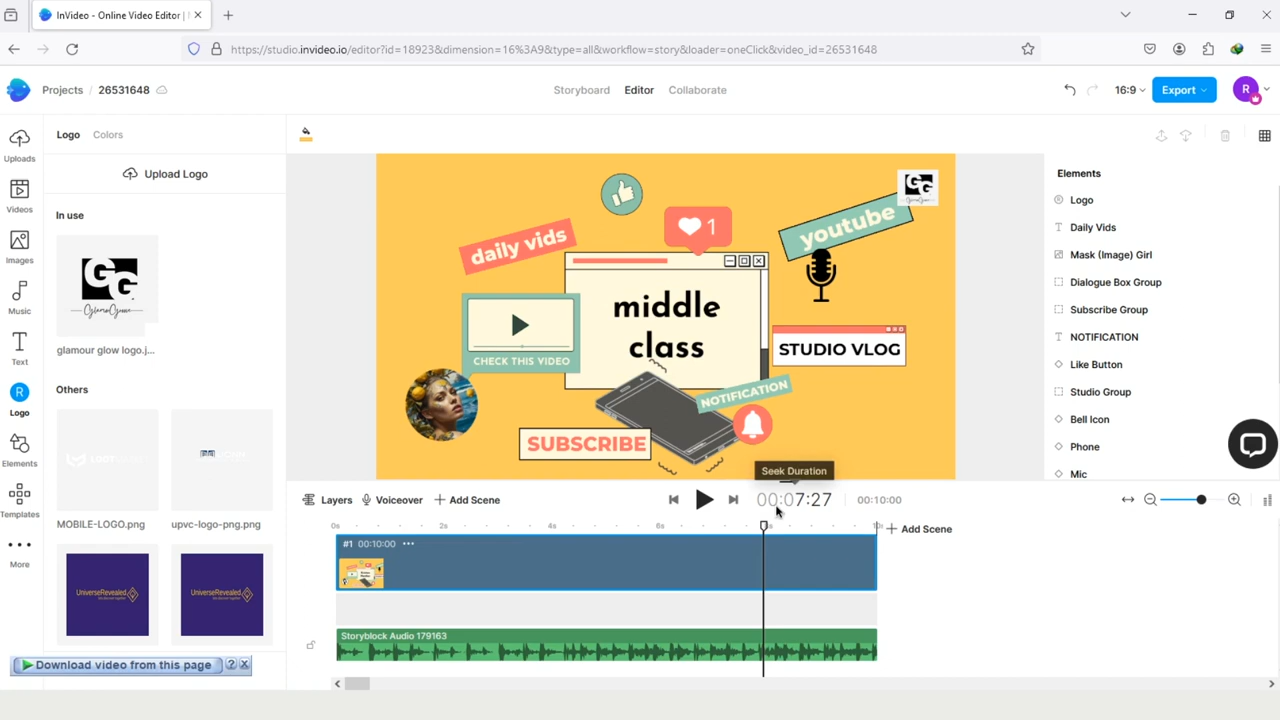 InVideo - Online Video Editor |
https://studio.invideo.io/editor?id=18923&dimension=16%3A9&type=all&workflow=story&loader=oneClick&video_id=26531648
Projects
26531648
Storyboard
Editor
Collaborate
16:9
Export
R
Uploads
Videos
Images
Music
Text
R
Logo
Elements
Templates
More
Logo
Colors
Upload Logo
In use
GG
glamour glow logo.j...
Others
MOBILE-LOGO.png
upvc-logo-png.png
UniverseRevealed
UniverseRevealed
Download video from this page
?
daily vids
1
youtube
GG
middle
class
CHECK THIS VIDEO
STUDIO VLOG
NOTIFICATION
SUBSCRIBE
Elements
Logo
Daily Vids
Mask (Image) Girl
Dialogue Box Group
Subscribe Group
NOTIFICATION
Like Button
Studio Group
Bell Icon
Phone
Mic
Seek Duration
Layers
Voiceover
Add Scene
00:07:27
00:10:00
0s
2s
4s
6s
Add Scene
#1 00:10:00
Storyblock Audio 179163